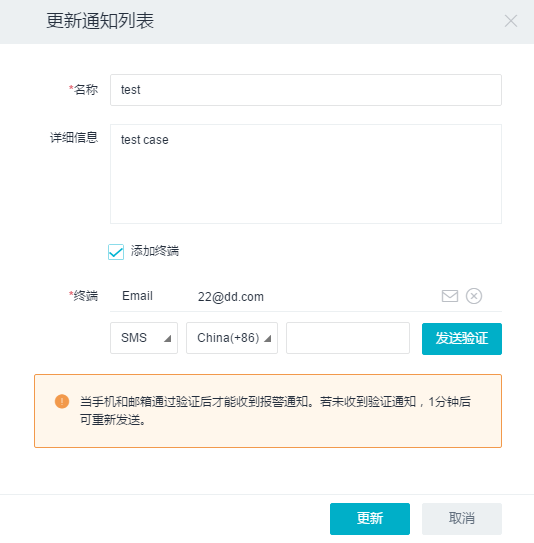 更新通知列表
*名称 test
详细信息 test case
添加终端
*终端 Email 22@dd.com
SMS China(+86) 发送验证
当手机和邮箱通过验证后才能收到报警通知。若未收到验证通知，1分钟后
可重新发送。
更新 取消